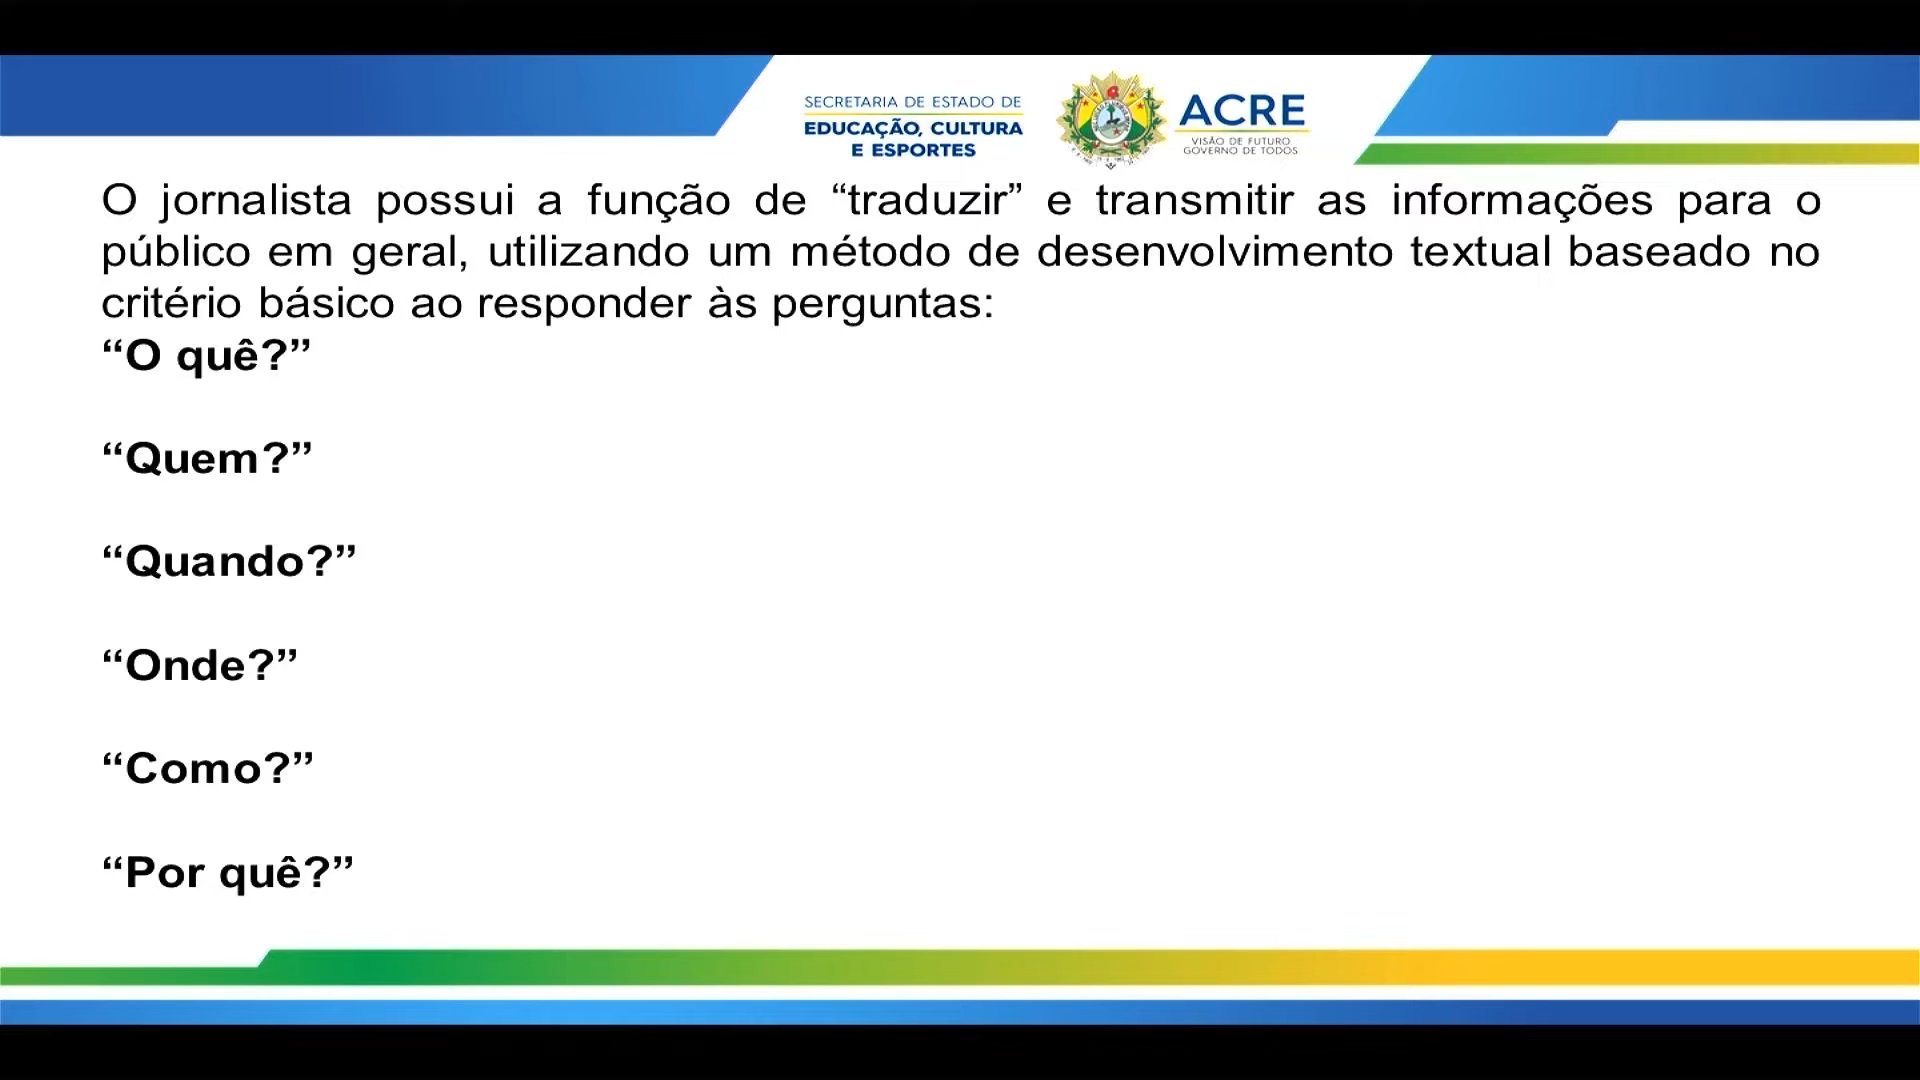 SECRETARIA DE ESTADO DE
EDUCAÇÃO, CULTURA
E ESPORTES
ACRE
VISÃO DE FUTURO
GOVERNO DE TODOS
O jornalista possui a função de “traduzir” e transmitir as informações para o
público em geral, utilizando um método de desenvolvimento textual baseado no
critério básico ao responder às perguntas:
“O quê?”
“Quem?”
“Quando?”
“Onde?”
“Como?”
“Por quê?”